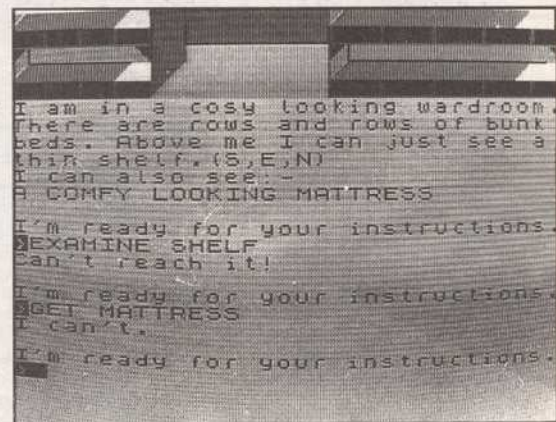 I am in a cosy looking wardroom
There are rows and rows of bunk
beds. Above me I can just see a
thin shelf.(S,E,N)
I can also see:-
A COMFY LOOKING MATTRESS
I'm ready for your instructions.
>EXAMINE SHELF
Can't reach it!
I'm ready for your instructions.
>GET MATTRESS
I can't.
I'm ready for your instructions.
>